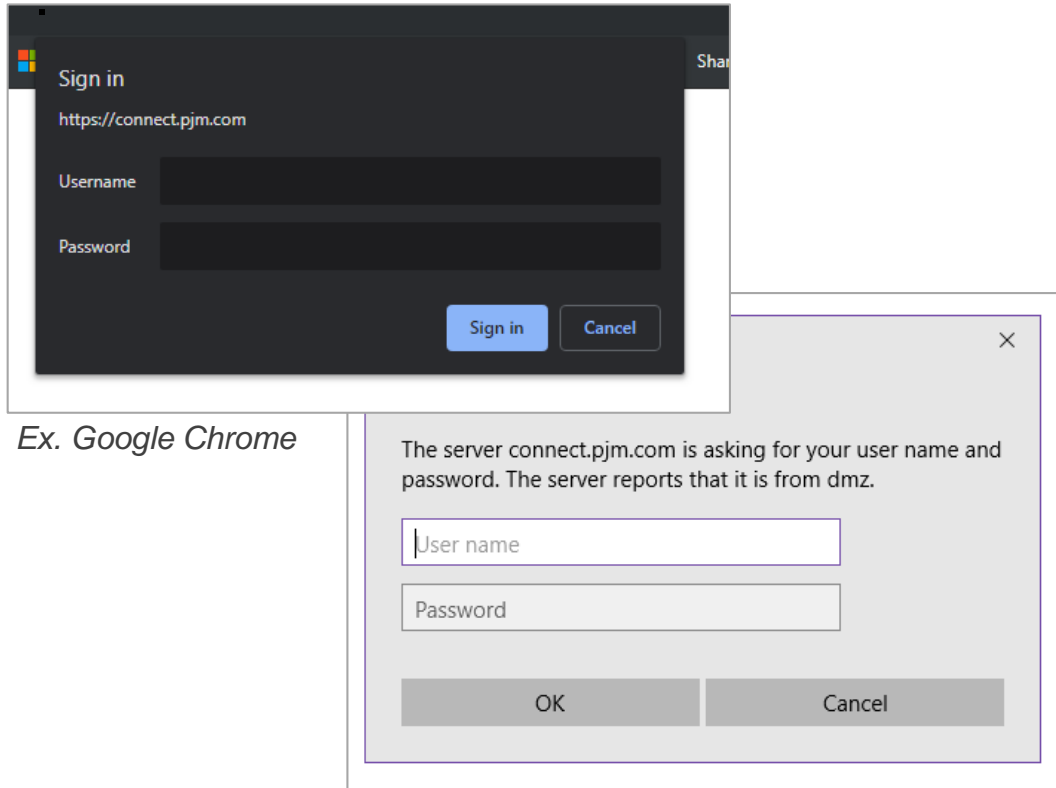 Shar
Sign in
https://connect.pjm.com
Username
Password
Sign in Cancel
Ex. Google Chrome
The server connect.pjm.com is asking for your user name and
password. The server reports that it is from dmz.
User name
Password
OK Cancel